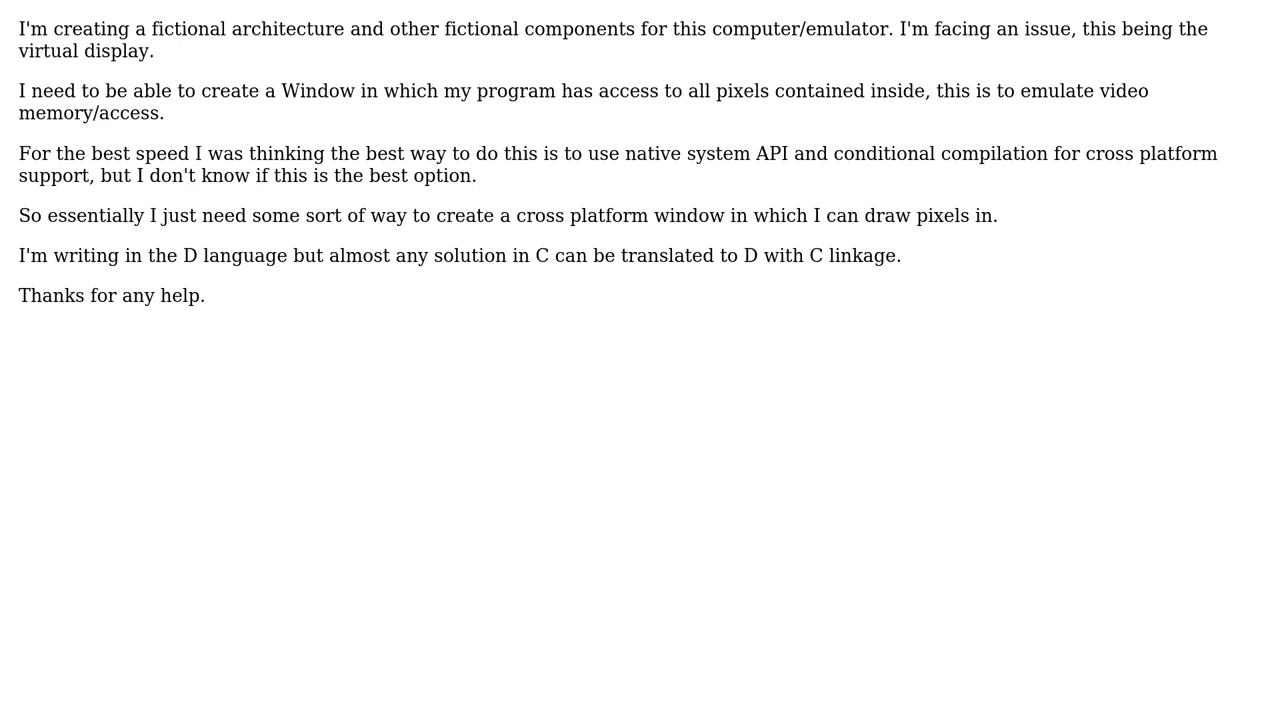 I'm creating a fictional architecture and other fictional components for this computer/emulator. I'm facing an issue, this being the
virtual display.
I need to be able to create a Window in which my program has access to all pixels contained inside, this is to emulate video
memory/access.
For the best speed I was thinking the best way to do this is to use native system API and conditional compilation for cross platform
support, but I don't know if this is the best option.
So essentially I just need some sort of way to create a cross platform window in which I can draw pixels in.
I'm writing in the D language but almost any solution in C can be translated to D with C linkage.
Thanks for any help.